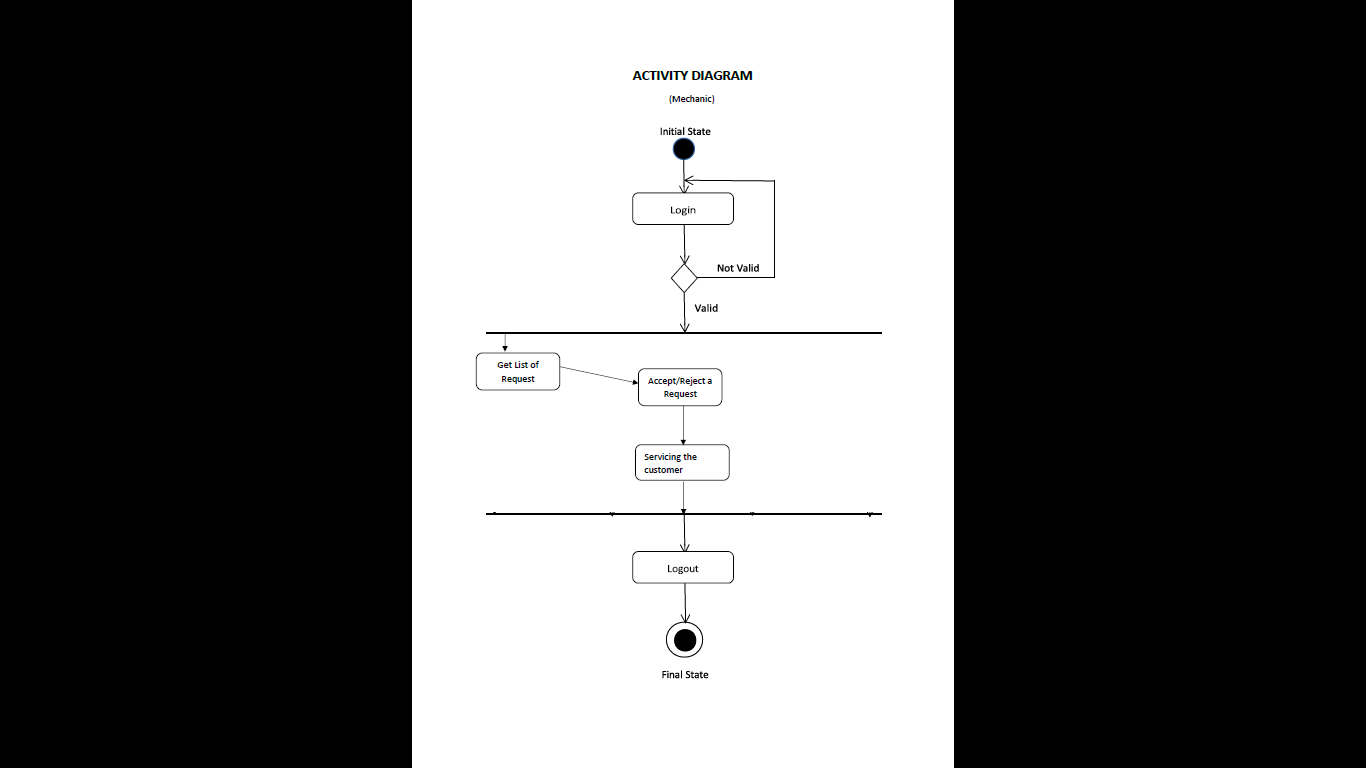 ACTIVITY DIAGRAM
(Mechanic)
Initial State
Login
Not Valid
Valid
Get List of
Request
Accept/Reject a
Request
Servicing the
customer
Logout
Final State